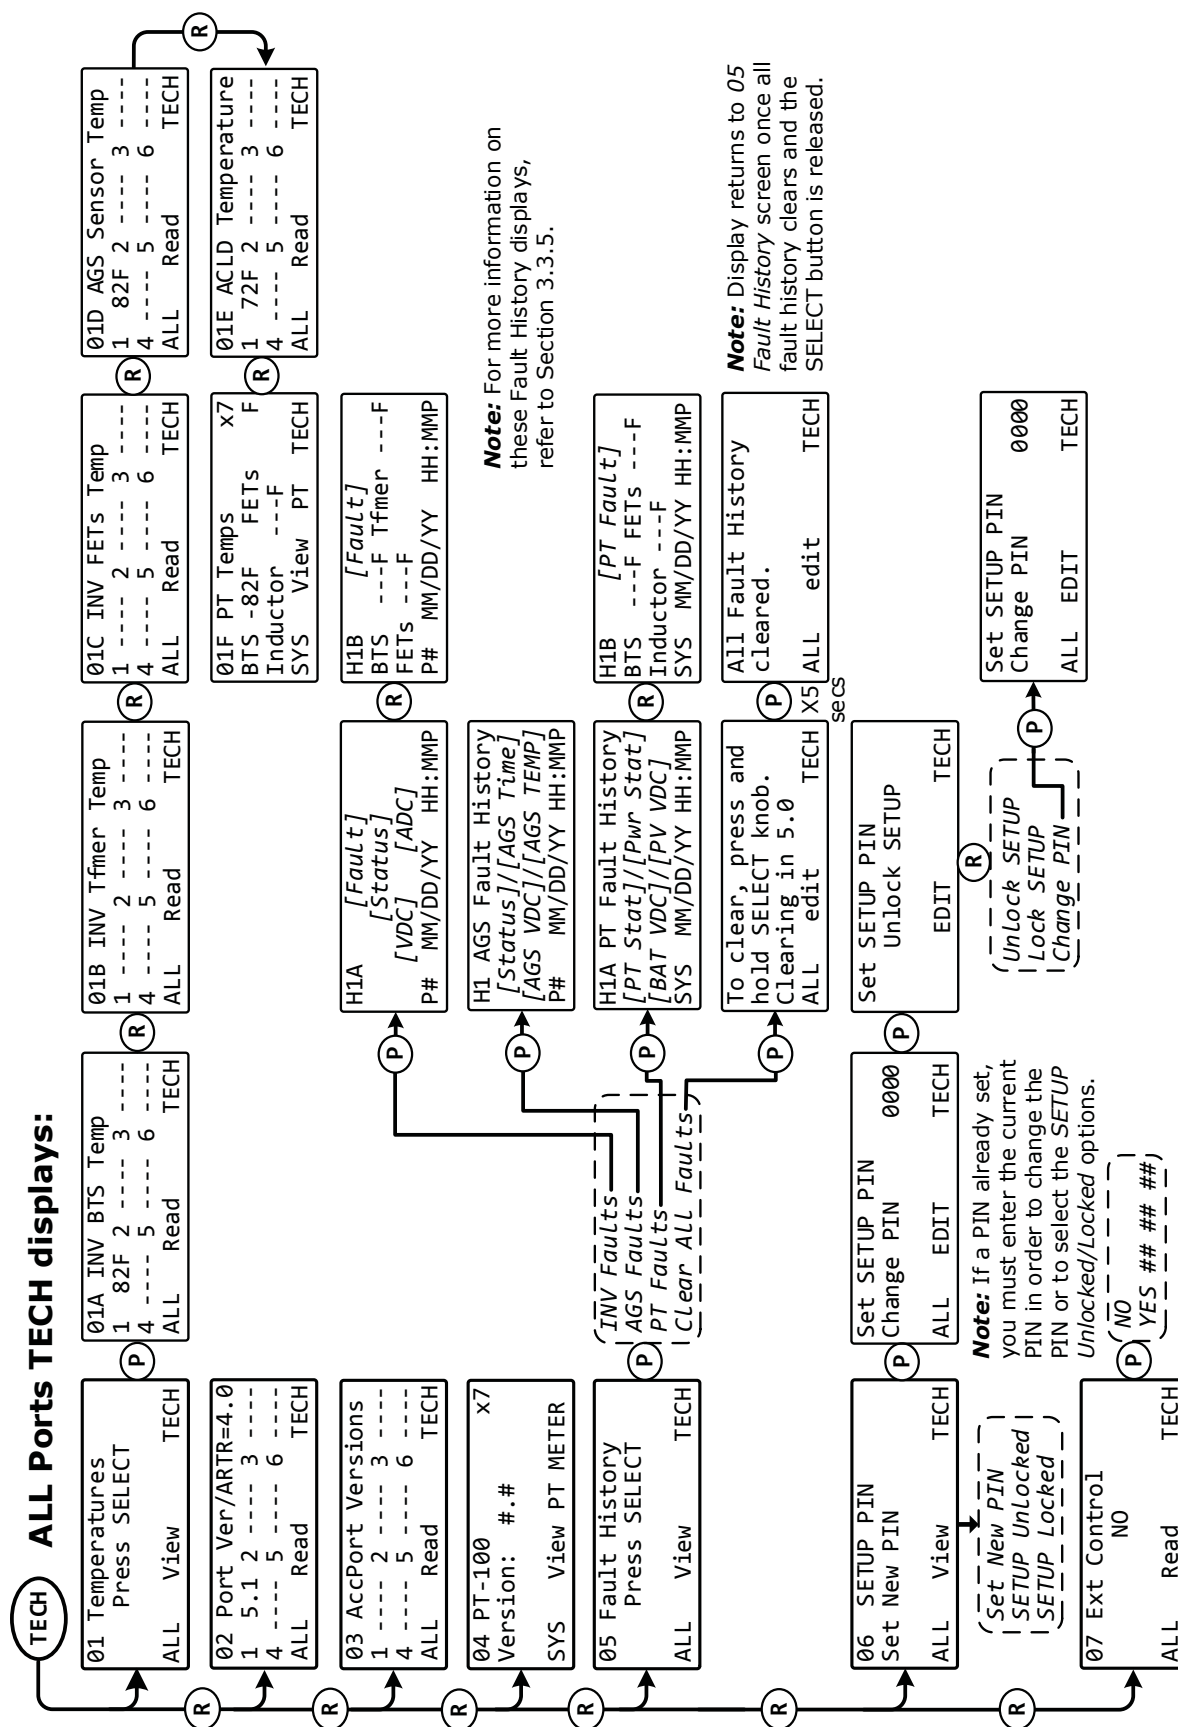 ALL Ports TECH displays:
TECH
01 Temperatures
Press SELECT
ALL View TECH
P
01A INV BTS Temp
1 82F 2 ---- 3 ----
4 ---- 5 ---- 6 ----
ALL Read TECH
R
01B INV Tfmer Temp
1 ---- 2 ---- 3 ----
4 ---- 5 ---- 6 ----
ALL Read TECH
R
01C INV FETs Temp
1 ---- 2 ---- 3 ----
4 ---- 5 ---- 6 ----
ALL Read TECH
R
01D AGS Sensor Temp
1 82F 2 ---- 3 ----
4 ---- 5 ---- 6 ----
ALL Read TECH
R
01E ACLD Temperature
1 72F 2 ---- 3 ----
4 ---- 5 ---- 6 ----
ALL Read TECH
R
01F PT Temps x7
BTS -82F FETs F
Inductor ---F
SYS View PT TECH
R
02 Port Ver/ARTR=4.0
1 5.1 2 ---- 3 ----
4 ---- 5 ---- 6 ----
ALL Read TECH
R
03 AccPort Versions
1 ---- 2 ---- 3 ----
4 ---- 5 ---- 6 ----
ALL Read TECH
R
04 PT-100 x7
Version: #.#
SYS View PT METER
R
05 Fault History
Press SELECT
ALL View TECH
P
INV Faults
AGS Faults
PT Faults
Clear All Faults
P
H1A [Fault]
[Status]
[VDC] [ADC]
P# MM/DD/YY HH:MMP
R
H1B [Fault]
BTS ---F Tfmer ---F
FETs ---F
P# MM/DD/YY HH:MMP
P
H1 AGS Fault History
[Status]/[AGS Time]
[AGS VDC]/[AGS TEMP]
P# MM/DD/YY HH:MMP
Note: For more information on
these Fault History displays,
refer to Section 3.3.5.
P
H1A PT Fault History
[PT Stat]/[Pwr Stat]
[BAT VDC]/[PV VDC]
SYS MM/DD/YY HH:MMP
R
H1B [PT Fault]
BTS ---F FETs ---F
Inductor ---F
SYS MM/DD/YY HH:MMP
P
To clear, press and
hold SELECT knob.
Clearing in 5.0
ALL edit TECH
P
X5
secs
All Fault History
cleared.
ALL edit TECH
Note: Display returns to 05
Fault History screen once all
fault history clears and the
SELECT button is released.
R
06 SETUP PIN
Set New PIN
ALL View TECH
Set New PIN
SETUP Unlocked
SETUP Locked
P
Set SETUP PIN
Change PIN 0000
ALL EDIT TECH
Note: If a PIN already set,
you must enter the current
PIN in order to change the
PIN or to select the SETUP
Unlocked/Locked options.
P
Set SETUP PIN
Unlock SETUP
EDIT TECH
R
Unlock SETUP
Lock SETUP
Change PIN
P
Set SETUP PIN
Change PIN 0000
ALL EDIT TECH
R
07 Ext Control
NO
ALL Read TECH
P
NO
YES ## ## ##